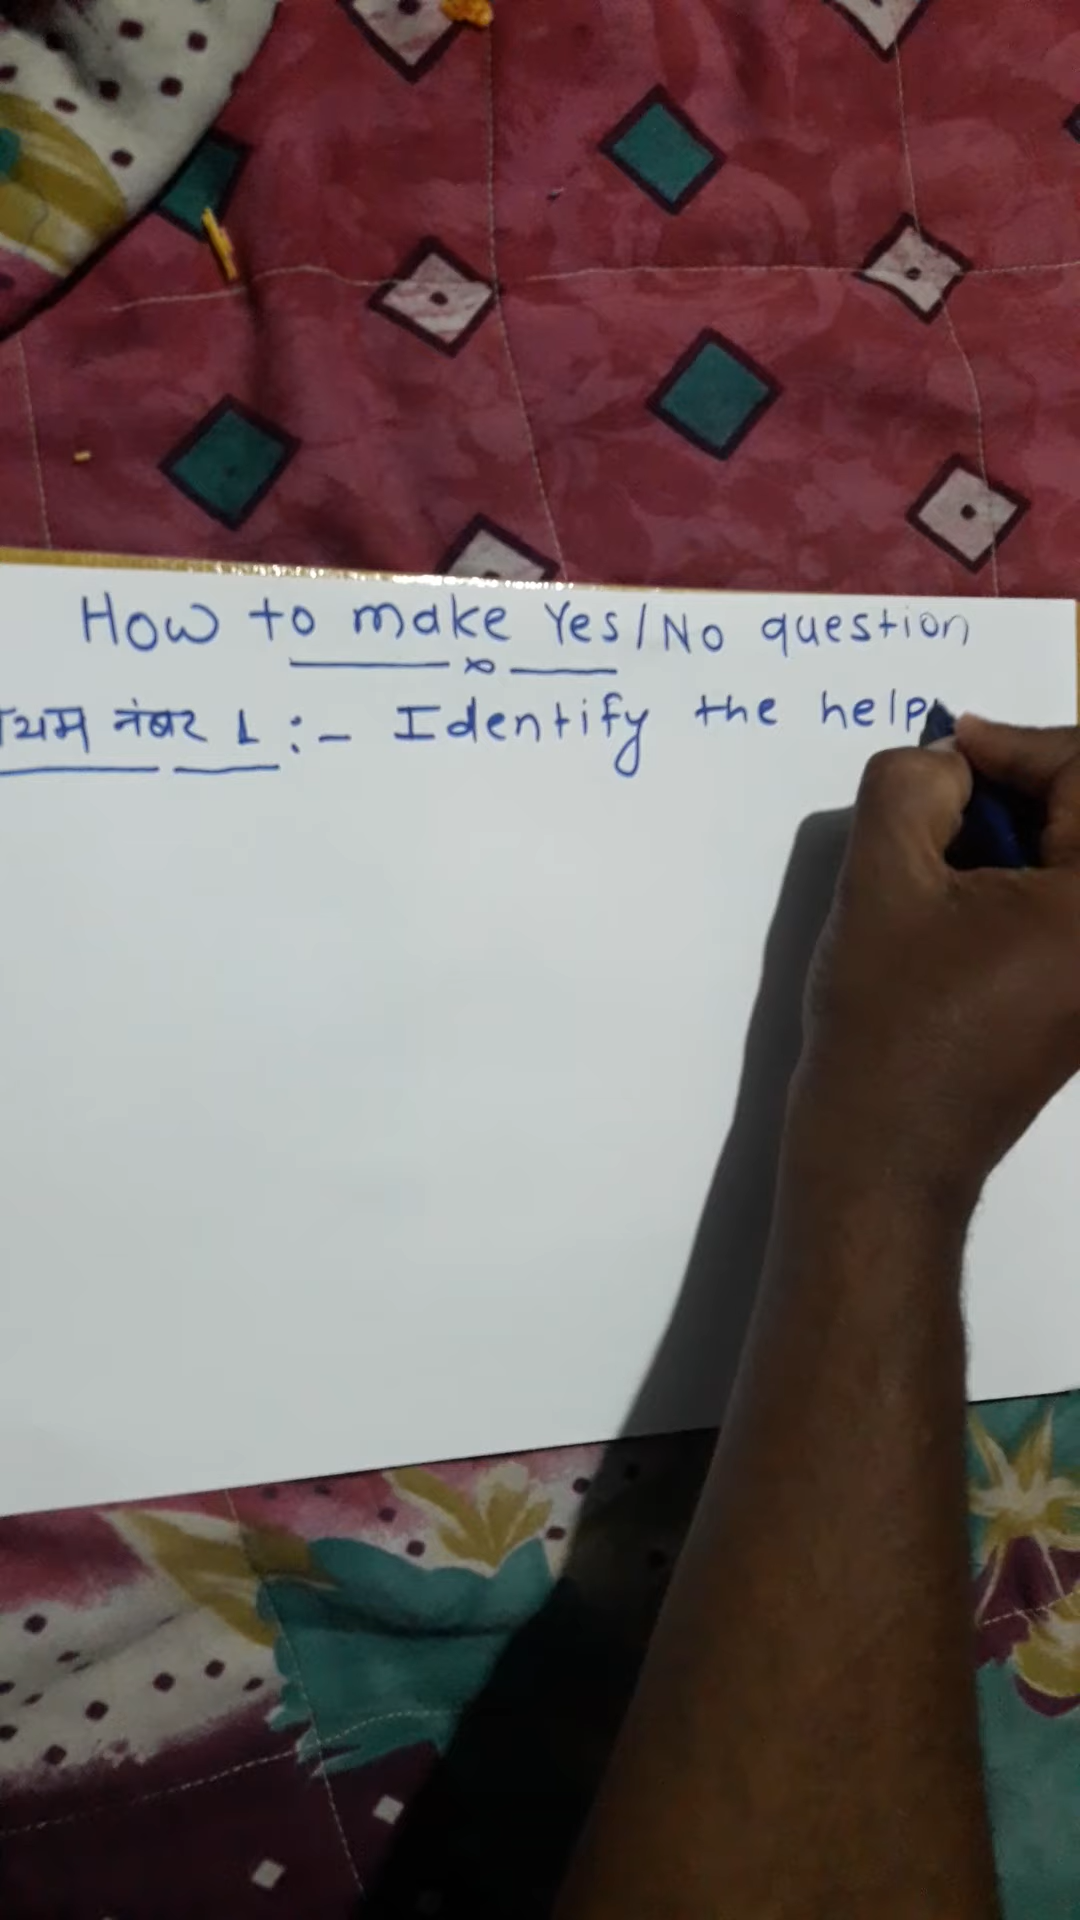 How to make Yes/No question
नंबर 1 :- Identify the help